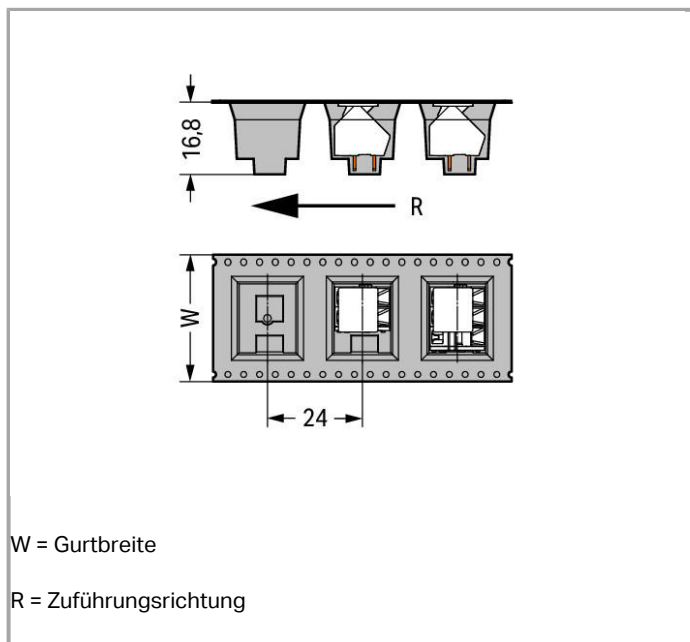 16,8
R
W
24
W = Gurtbreite
R = Zuführungsrichtung